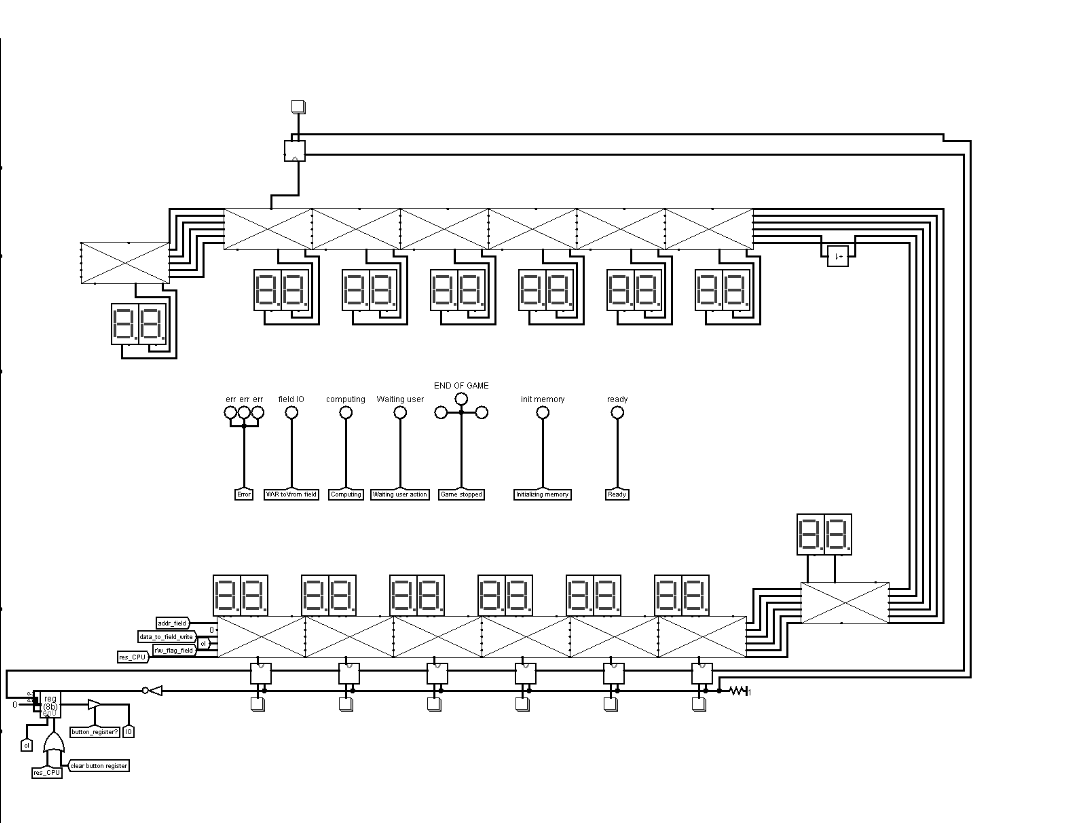 END OF GAME
err err err
field IO
computing
Waiting user
init memory
ready
Error
WAR to\from field
Computing
Waiting user action
Game stopped
Initializing memory
Ready
addr_field
0
data_to_field_write
cl
r\w_flag_field
res_CPU
1
reg
(8b)
0
button_register?
IO
cl
clear button register
res_CPU